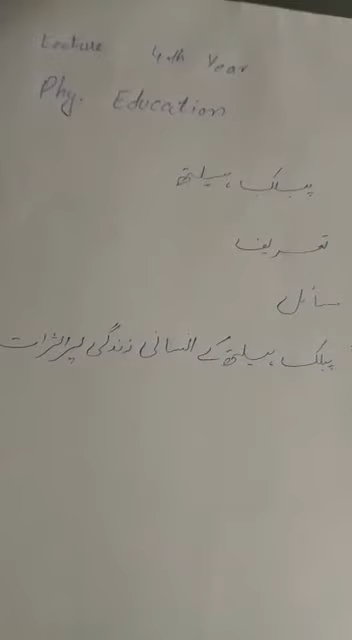 Lecture 4th Year
Phy. Education
پبلک ہیلتھ
تعریف
مسائل
پبلک ہیلتھ کے انسانی زندگی پر اثرات